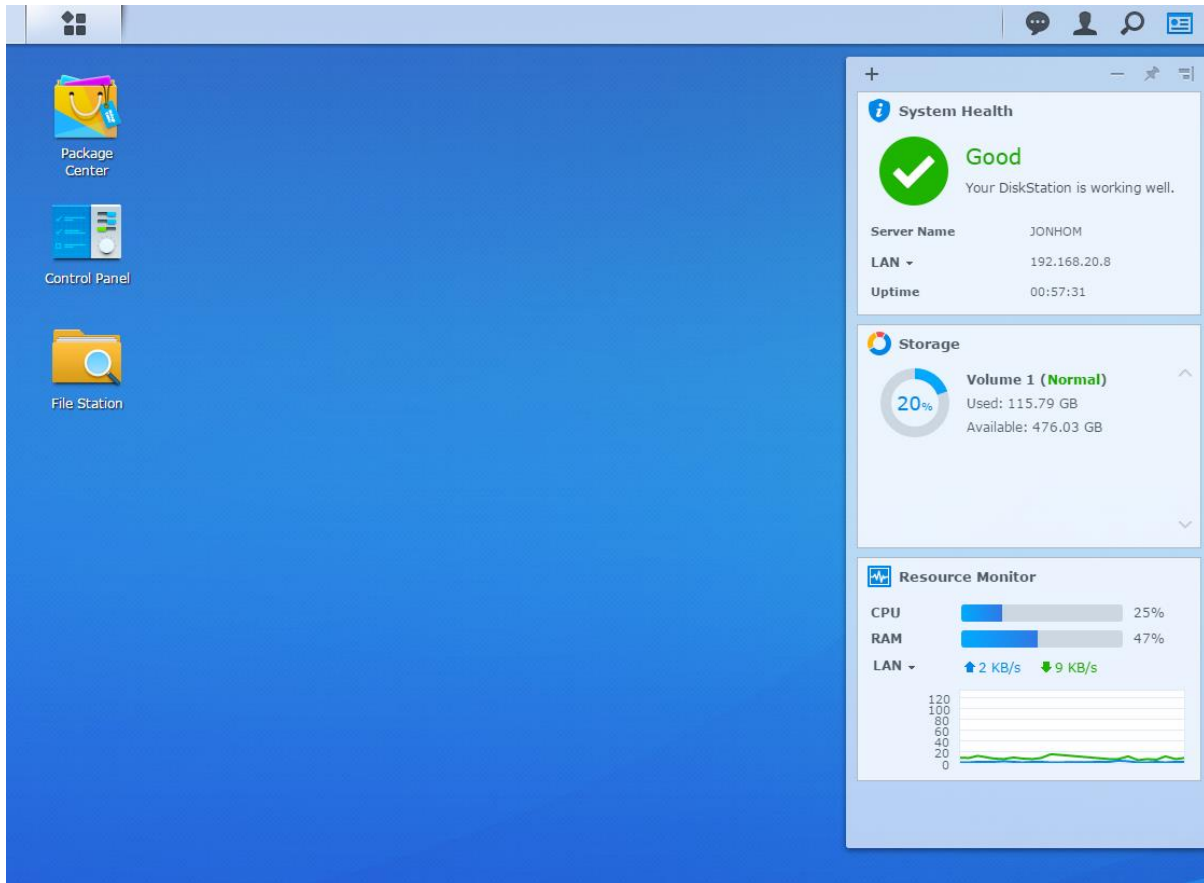 Package
Center
Control Panel
File Station
System Health
Good
Your DiskStation is working well.
Server Name JONHOM
LAN 192.168.20.8
Uptime 00:57:31
Storage
20%
Volume 1 (Normal)
Used: 115.79 GB
Available: 476.03 GB
Resource Monitor
CPU 25%
RAM 47%
LAN 2 KB/s 9 KB/s
120
100
80
60
40
20
0